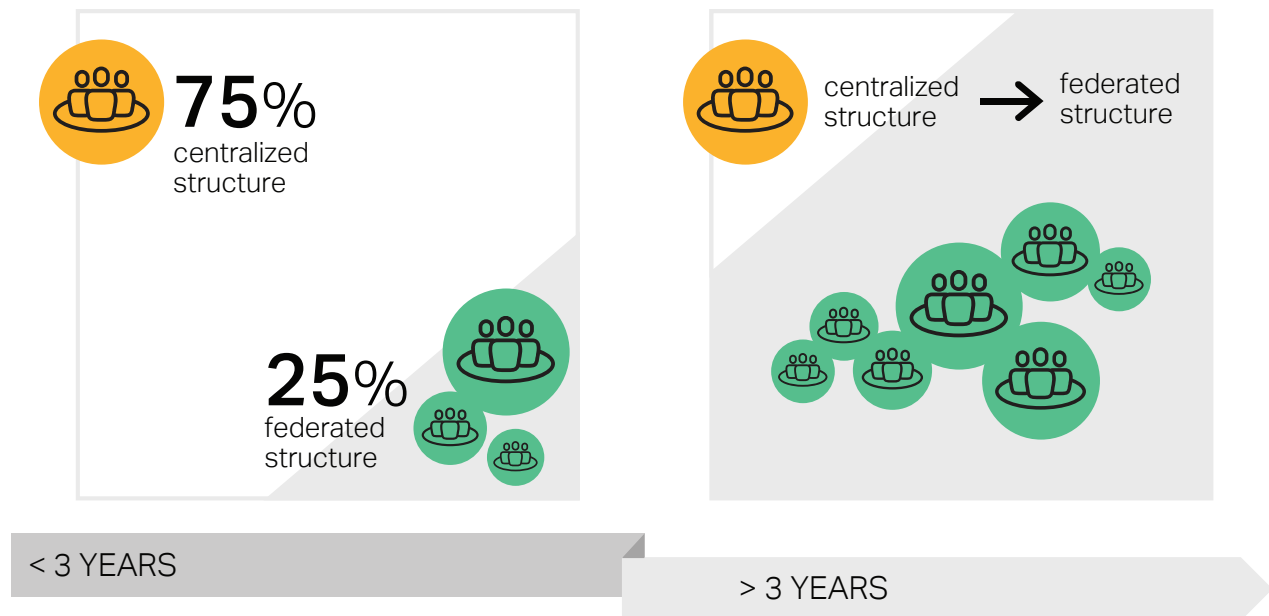 75%
centralized
structure
25%
federated
structure
centralized
structure
federated
structure
< 3 YEARS
> 3 YEARS